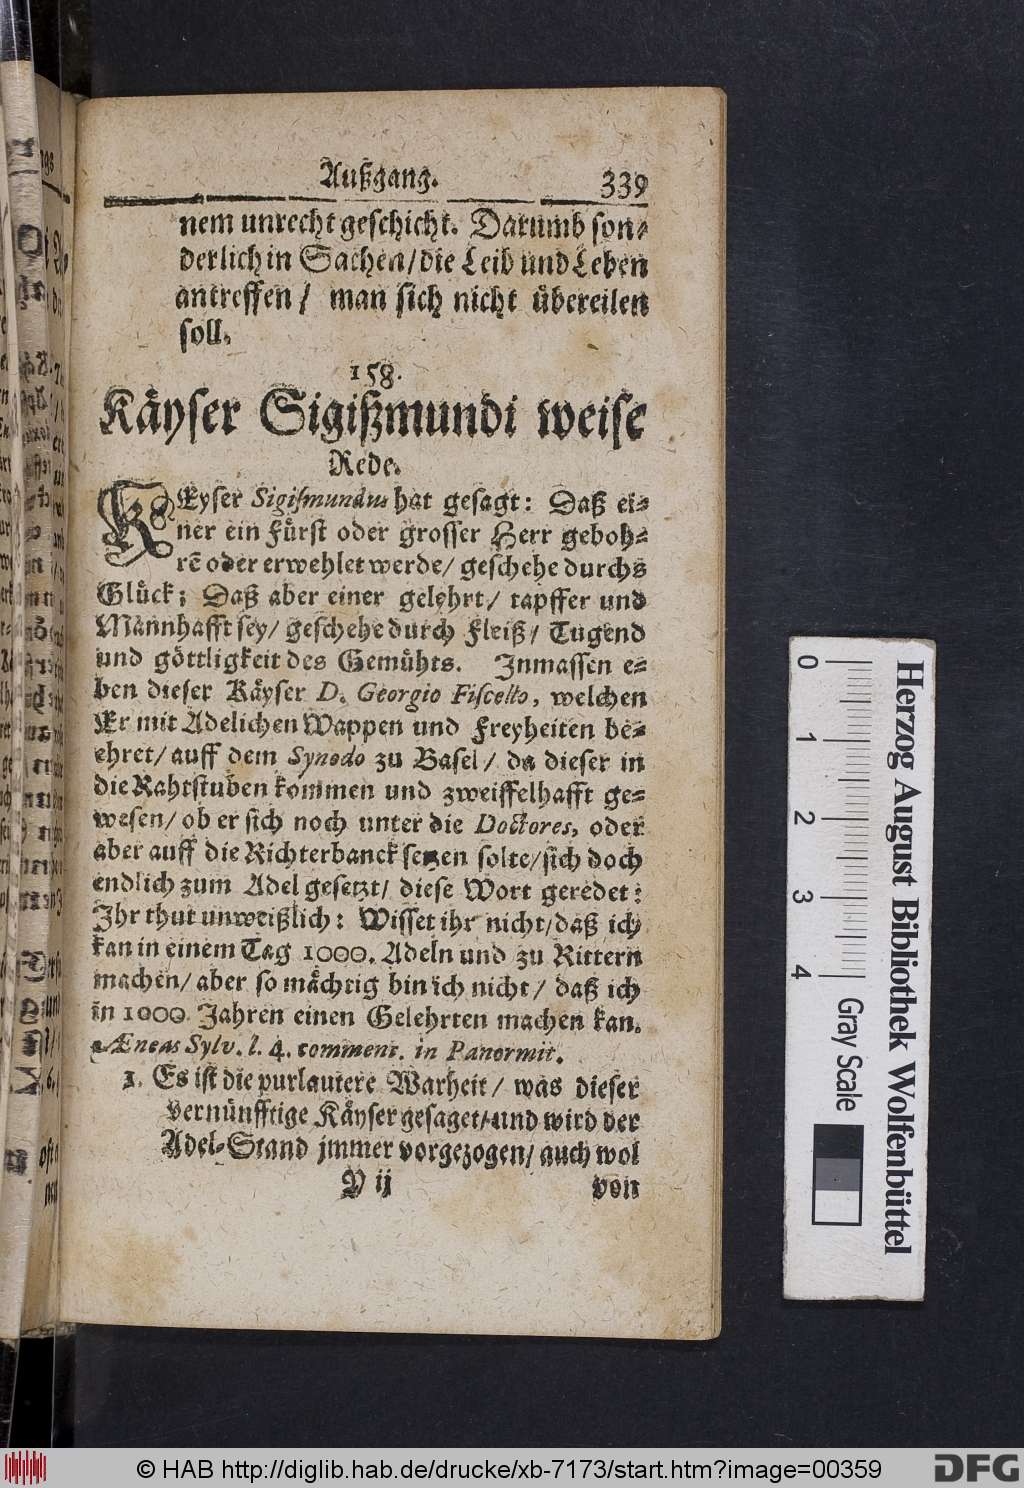 Außgang. 339
nem unrecht geschicht. Darumb son-
derlich in Sachen/die Leib und Leben
antreffen/ man sich nicht übereilen
soll.
158.
Käyser Sigißmundi weise
Rede.
KEyser Sigismundus hat gesagt: Daß ei-
ner ein Fürst oder grosser Herr geboh-
rē oder erwehlet werde/ geschehe durchs
Glück; Daß aber einer gelehrt/ tapffer und
Mannhafft sey/ geschehe durch Fleiß/ Tugend
und göttligkeit des Gemühts. Inmassen e-
ben dieser Käyser D. Georgio Fiscello, welchen
Er mit Adelichen Wappen und Freyheiten be-
ehret/ auff dem Synodo zu Basel/ da dieser in
die Rahtstuben kommen und zweiffelhafft ge-
wesen/ ob er sich noch unter die Doctores, oder
aber auff die Richterbanck setzen solte/sich doch
endlich zum Adel gesetzt/ diese Wort geredet:
Ihr thut unweißlich: Wisset ihr nicht/daß ich
kan in einem Tag 1000. Adeln und zu Rittern
machen/ aber so mächtig bin ich nicht/ daß ich
in 1000 Jahren einen Gelehrten machen kan.
Æneas Sylv. l. 4. comment. in Panormit.
1. Es ist die purlautere Warheit/ was dieser
vernünfftige Käyser gesaget/ und wird der
Adel-Stand jmmer vorgezogen/ auch wol
Y ij
von
Herzog August Bibliothek Wolfenbüttel
0 1 2 3 4
Gray Scale
© HAB http://diglib.hab.de/drucke/xb-7173/start.htm?image=00359
DFG